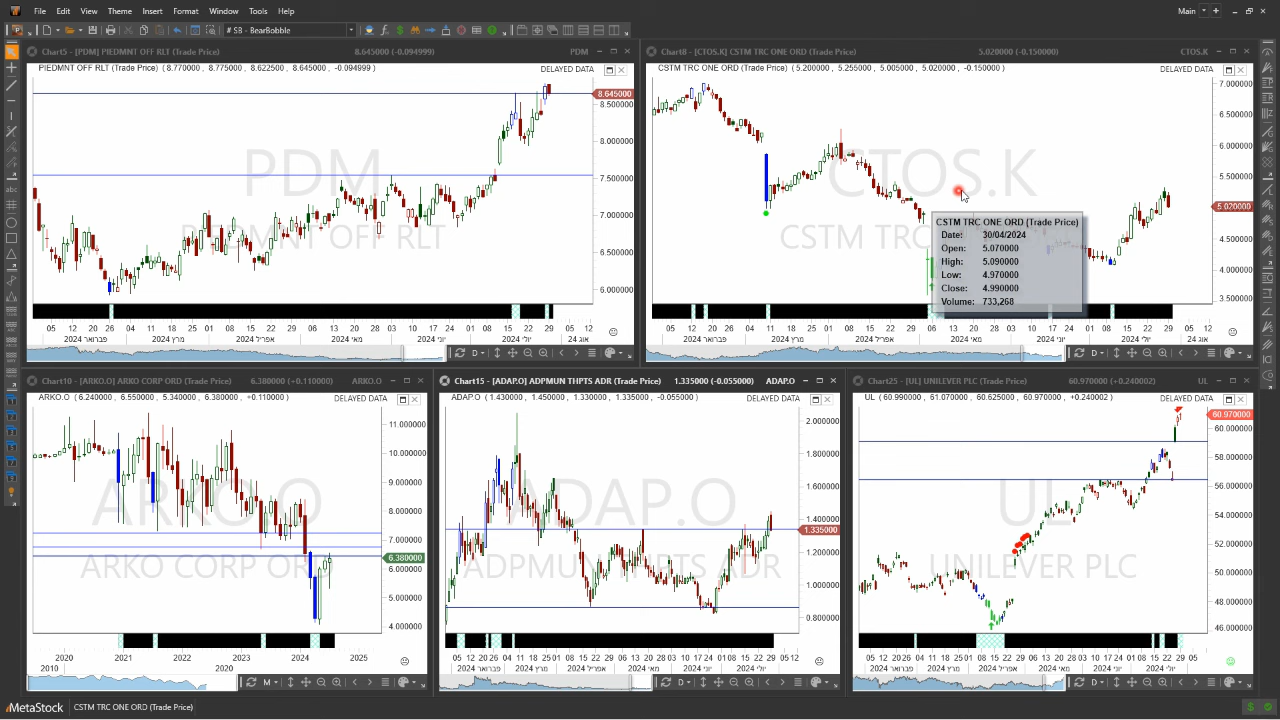 File Edit View Theme Insert Format Window Tools Help
Main
# SB - BearBobble
Chart5 - [PDM] PIEDMNT OFF RLT (Trade Price) 8.645000 (-0.094999) PDM
PIEDMNT OFF RLT (Trade Price) (8.770000 , 8.775000 , 8.622500 , 8.645000 , -0.094999) DELAYED DATA
8.645000
8.500000
8.000000
7.500000
7.000000
6.500000
6.000000
PDM
PIEDMNT OFF RLT
05 12 20 26 04 11 18 25 01 08 15 22 29 06 13 20 28 03 10 17 24 01 08 15 22 29 05 12
פברואר 2024 מרץ 2024 אפריל 2024 מאי 2024 יוני 2024 יולי 2024 אוג 24
D
Chart8 - [CTOS.K] CSTM TRC ONE ORD (Trade Price) 5.020000 (-0.150000) CTOS.K
CSTM TRC ONE ORD (Trade Price) (5.200000 , 5.255000 , 5.005000 , 5.020000 , -0.150000) DELAYED DATA
7.000000
6.000000
5.500000
5.020000
4.500000
4.000000
3.500000
CTOS.K
CSTM TRC
CSTM TRC ONE ORD (Trade Price)
Date: 30/04/2024
Open: 5.070000
High: 5.090000
Low: 4.970000
Close: 4.990000
Volume: 733,268
05 12 20 26 04 11 18 25 01 08 15 22 29 06 13 20 28 03 10 17 24 01 08 15 22 29 05 12
פברואר 2024 מרץ 2024 אפריל 2024 מאי 2024 יוני 2024 יולי 2024 אוג 24
D
Chart10 - [ARKO.O] ARKO CORP ORD (Trade Price) 6.380000 (+0.110000) ARKO.O
ARKO.O (6.240000 , 6.550000 , 5.340000 , 6.380000 , +0.110000) DELAYED DATA
11.000000
10.000000
9.000000
8.000000
7.000000
6.380000
6.000000
5.000000
4.000000
ARKO.O
ARKO CORP ORD
2020 2021 2022 2023 2024 2025
2010 2020
M
Chart15 - [ADAP.O] ADPMUN THPTS ADR (Trade Price) 1.335000 (-0.055000) ADAP.O
ADAP.O (1.430000 , 1.450000 , 1.330000 , 1.335000 , -0.055000) DELAYED DATA
2.000000
1.800000
1.600000
1.400000
1.335000
1.200000
1.000000
0.800000
ADAP.O
ADPMUN THPTS ADR
פברואר 2024 מרץ 2024 אפריל 2024 מאי 2024 יוני 2024 יולי 2024
D
Chart25 - [UL] UNILEVER PLC (Trade Price) 60.970000 (+0.240002) UL
UL (60.990000 , 61.070000 , 60.625000 , 60.970000 , +0.240002) DELAYED DATA
60.970000
60.000000
58.000000
56.000000
54.000000
52.000000
50.000000
48.000000
46.000000
UL
UNILEVER PLC
D
MetaStock CSTM TRC ONE ORD (Trade Price)